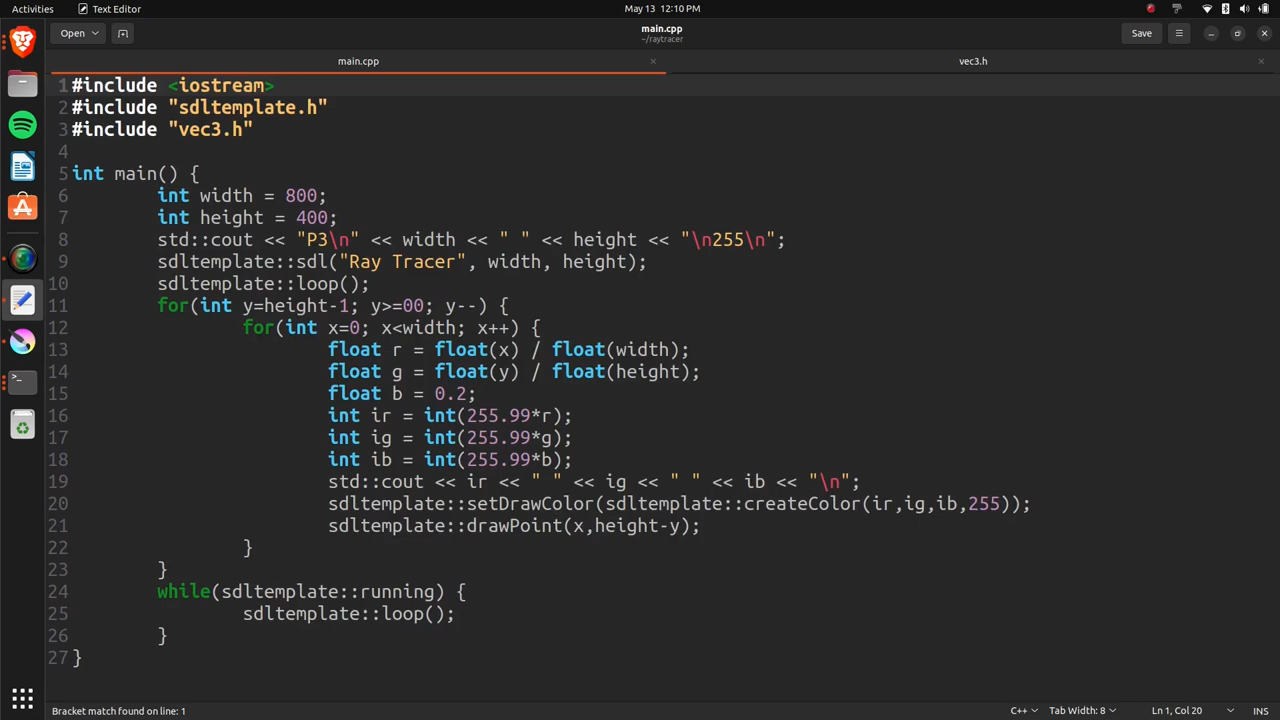 Activities Text Editor May 13 12:10 PM
Open main.cpp Save
~/raytracer
main.cpp vec3.h
1 #include <iostream>
2 #include "sdltemplate.h"
3 #include "vec3.h"
4
5 int main() {
6 int width = 800;
7 int height = 400;
8 std::cout << "P3\n" << width << " " << height << "\n255\n";
9 sdltemplate::sdl("Ray Tracer", width, height);
10 sdltemplate::loop();
11 for(int y=height-1; y>=00; y--) {
12 for(int x=0; x<width; x++) {
13 float r = float(x) / float(width);
14 float g = float(y) / float(height);
15 float b = 0.2;
16 int ir = int(255.99*r);
17 int ig = int(255.99*g);
18 int ib = int(255.99*b);
19 std::cout << ir << " " << ig << " " << ib << "\n";
20 sdltemplate::setDrawColor(sdltemplate::createColor(ir,ig,ib,255));
21 sdltemplate::drawPoint(x,height-y);
22 }
23 }
24 while(sdltemplate::running) {
25 sdltemplate::loop();
26 }
27 }
Bracket match found on line: 1 C++ Tab Width: 8 Ln 1, Col 20 INS